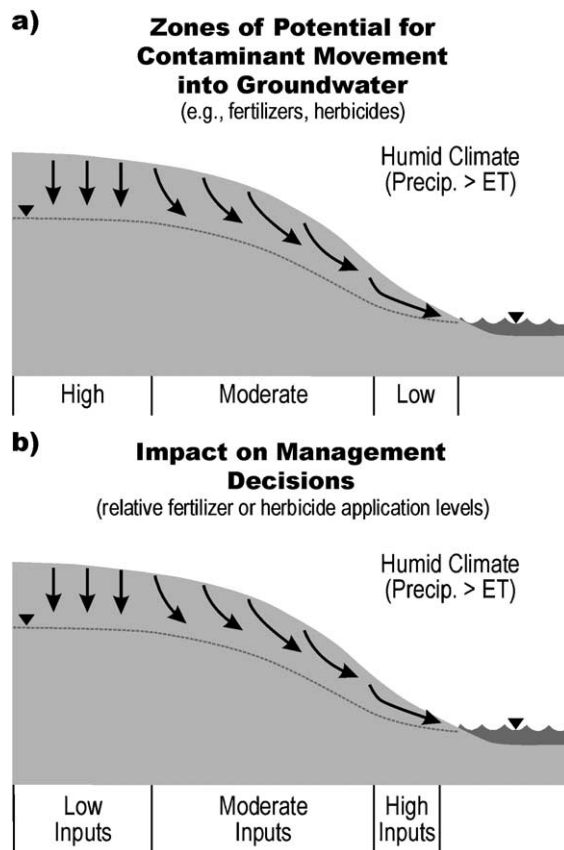 a)
Zones of Potential for
Contaminant Movement
into Groundwater
(e.g., fertilizers, herbicides)
Humid Climate
(Precip. > ET)
High
Moderate
Low
b)
Impact on Management
Decisions
(relative fertilizer or herbicide application levels)
Humid Climate
(Precip. > ET)
Low
Inputs
Moderate
Inputs
High
Inputs